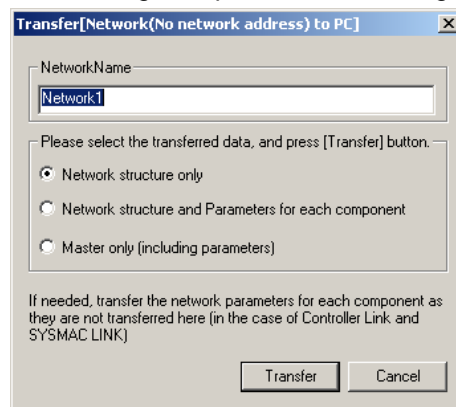 Transfer[Network(No network address) to PC]
NetworkName
Network1
Please select the transferred data, and press [Transfer] button.
Network structure only
Network structure and Parameters for each component
Master only (including parameters)
If needed, transfer the network parameters for each component as
they are not transferred here (in the case of Controller Link and
SYSMAC LINK)
Transfer Cancel